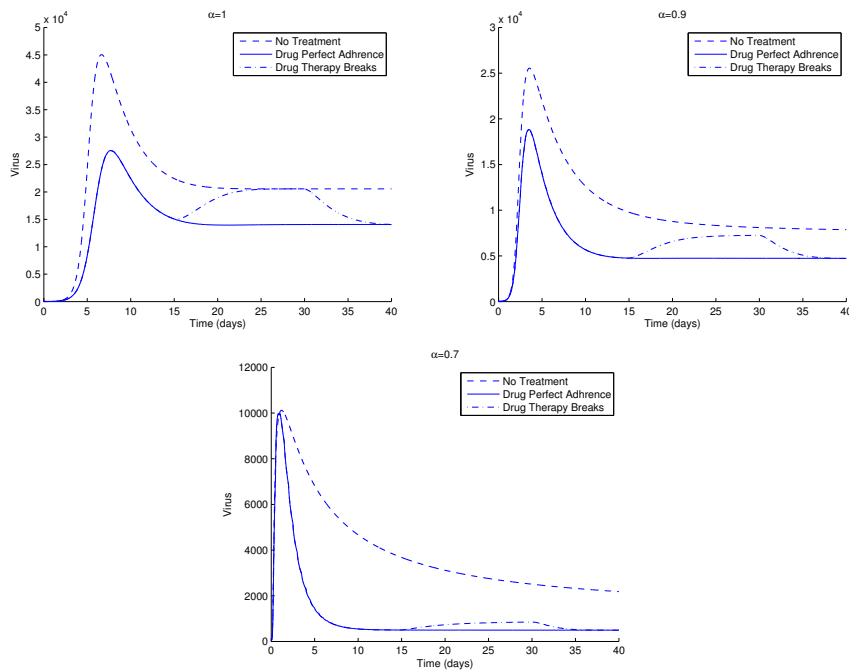 α=1
x 10⁴
5
4.5
4
3.5
3
2.5
2
1.5
1
0.5
0
Virus
0 5 10 15 20 25 30 35 40
Time (days)
No Treatment
Drug Perfect Adhrence
Drug Therapy Breaks
α=0.9
x 10⁴
3
2.5
2
1.5
1
0.5
0
Virus
0 5 10 15 20 25 30 35 40
Time (days)
No Treatment
Drug Perfect Adhrence
Drug Therapy Breaks
α=0.7
12000
10000
8000
6000
4000
2000
0
Virus
0 5 10 15 20 25 30 35 40
Time (days)
No Treatment
Drug Perfect Adhrence
Drug Therapy Breaks